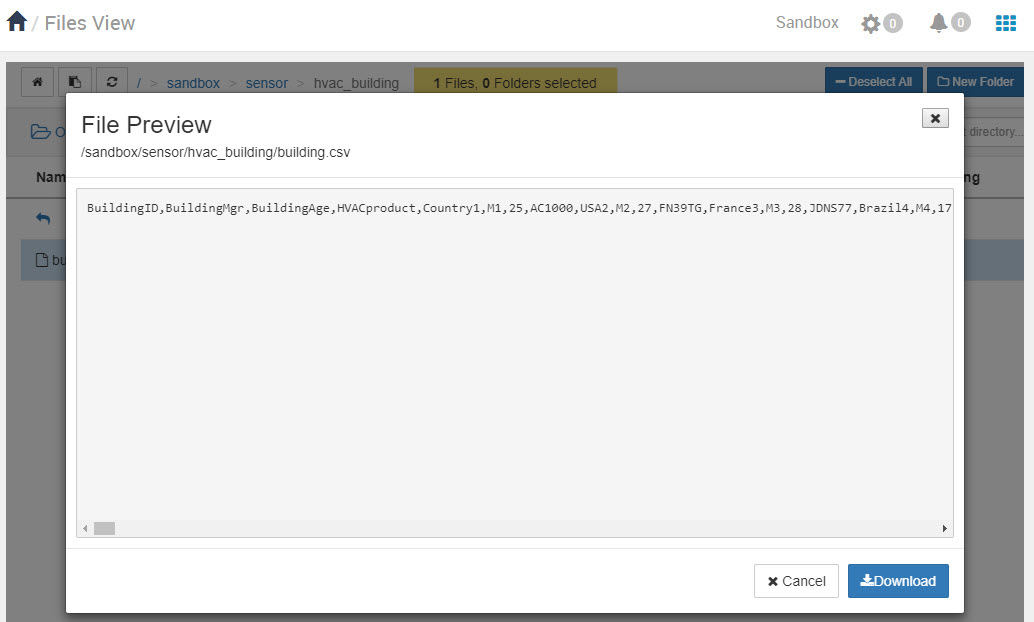 / Files View
Sandbox 0 0
/ > sandbox > sensor > hvac_building
1 Files, 0 Folders selected
Deselect All
New Folder
File Preview
/sandbox/sensor/hvac_building/building.csv
BuildingID,BuildingMgr,BuildingAge,HVACproduct,Country1,M1,25,AC1000,USA2,M2,27,FN39TG,France3,M3,28,JDNS77,Brazil4,M4,17
O
directory...
Nam
ng
bu
Cancel
Download